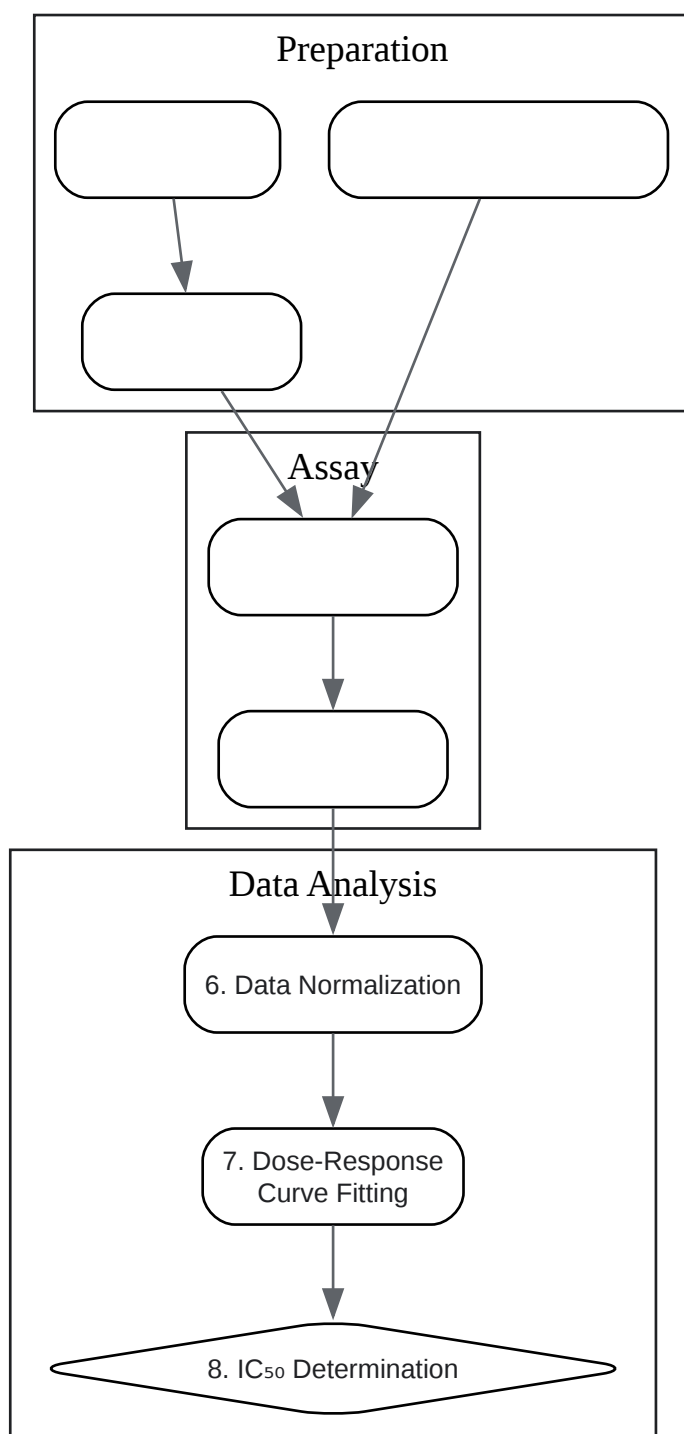 Preparation
Assay
Data Analysis
6. Data Normalization
7. Dose-Response
Curve Fitting
8. IC₅₀ Determination